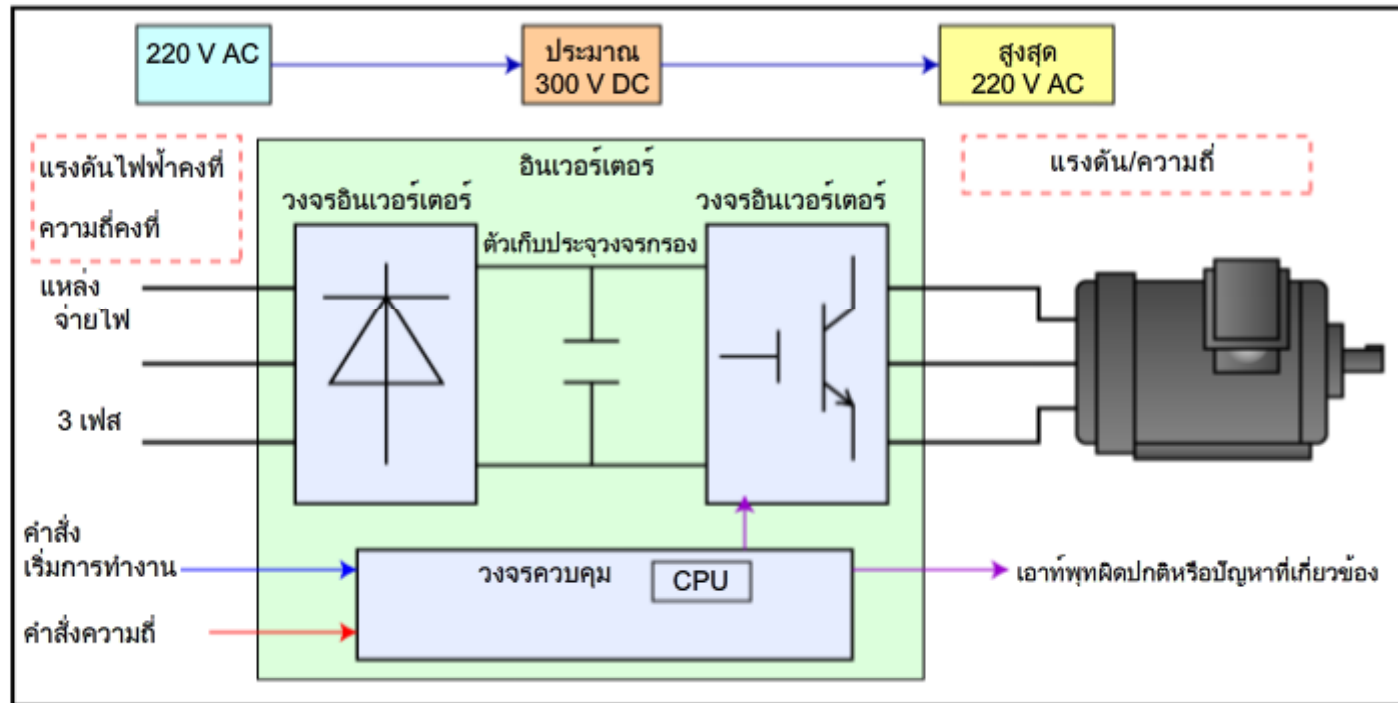 220 V AC
ประมาณ
300 V DC
สูงสุด
220 V AC
แรงดันไฟฟ้าคงที่
ความถี่คงที่
อินเวอร์เตอร์
แรงดัน/ความถี่
วงจรอินเวอร์เตอร์
วงจรอินเวอร์เตอร์
ตัวเก็บประจุวงจรกรอง
แหล่ง
จ่ายไฟ
3 เฟส
คำสั่ง
เริ่มการทำงาน
คำสั่งความถี่
วงจรควบคุม
CPU
เอาท์พุทผิดปกติหรือปัญหาที่เกี่ยวข้อง